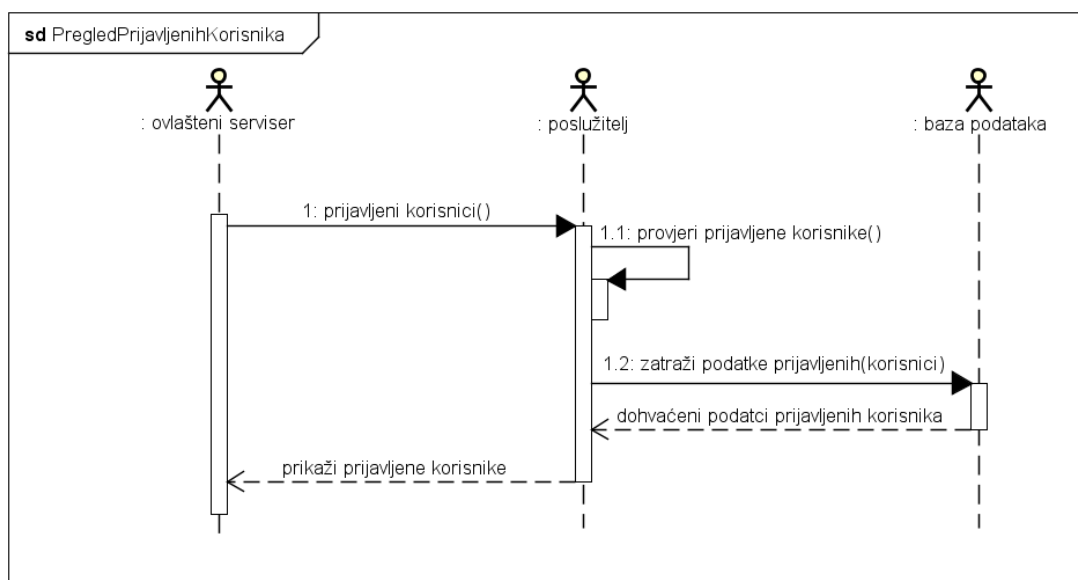 sd PregledPrijavljenihKorisnika
: ovlašteni serviser
: poslužitelj
: baza podataka
1: prijavljeni korisnici()
1.1: provjeri prijavljene korisnike()
1.2: zatraži podatke prijavljenih(korisnici)
dohvaćeni podatci prijavljenih korisnika
prikaži prijavljene korisnike